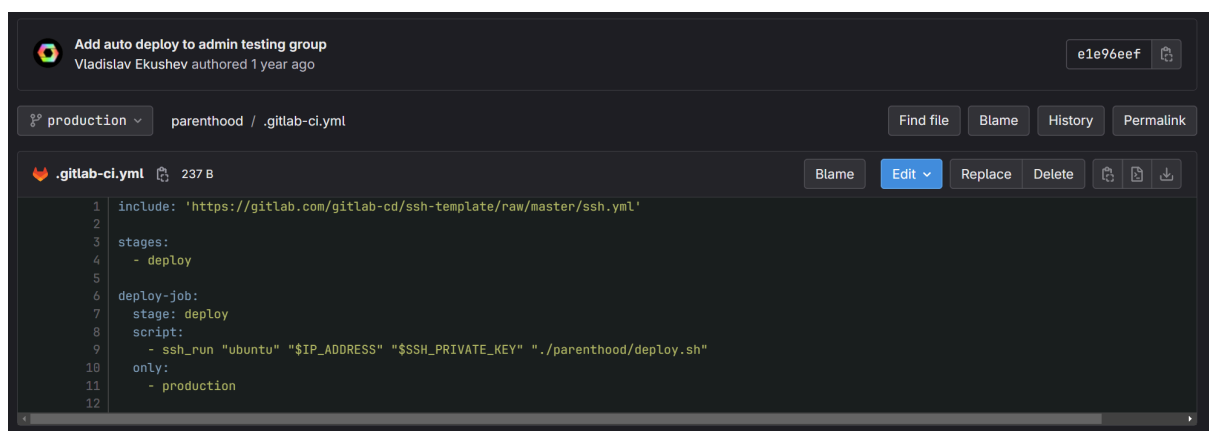 Add auto deploy to admin testing group
Vladislav Ekushev authored 1 year ago
e1e96eef
production
parenthood / .gitlab-ci.yml
Find file Blame History Permalink
.gitlab-ci.yml 237 B
Blame Edit Replace Delete
1 include: 'https://gitlab.com/gitlab-cd/ssh-template/raw/master/ssh.yml'
2
3 stages:
4   - deploy
5
6 deploy-job:
7   stage: deploy
8   script:
9     - ssh_run "ubuntu" "$IP_ADDRESS" "$SSH_PRIVATE_KEY" "./parenthood/deploy.sh"
10   only:
11     - production
12